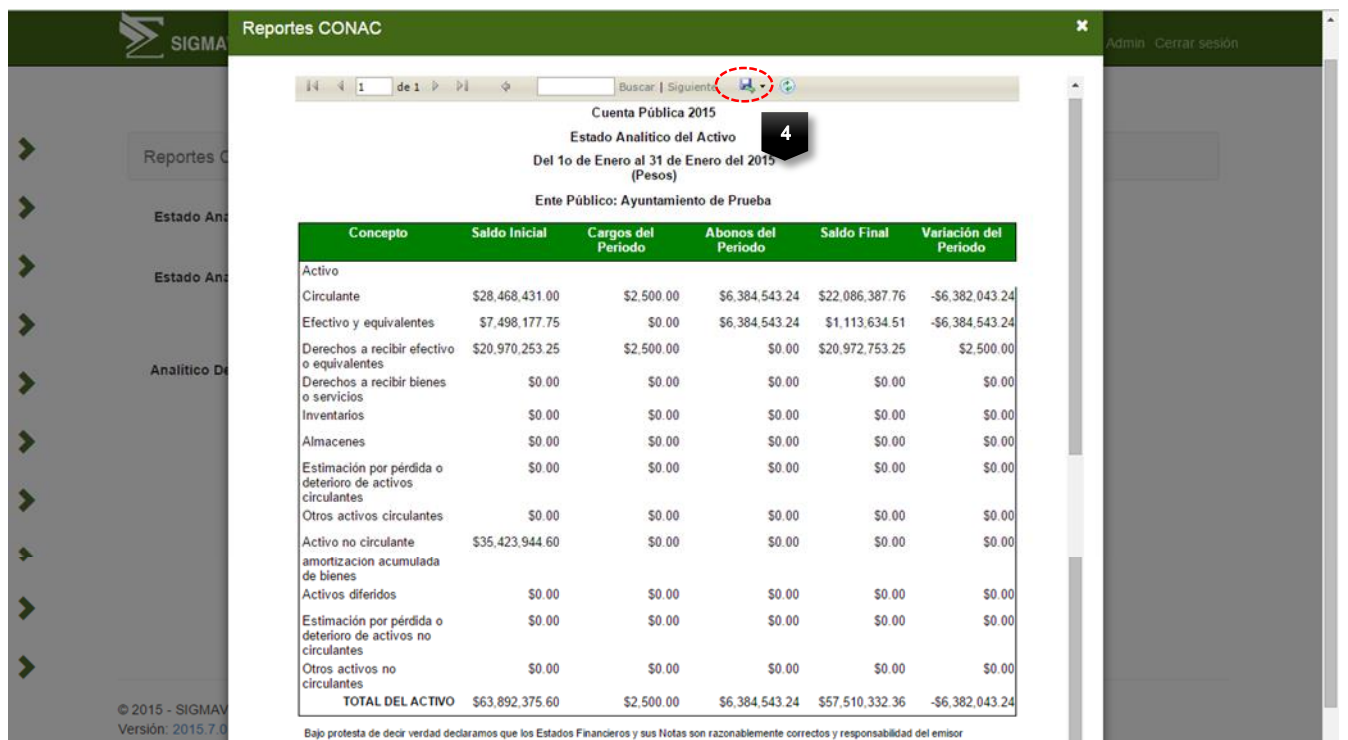 SIGMAV
Reportes CONAC
Admin Cerrar sesión
1 de 1 Buscar | Siguiente
4
Cuenta Pública 2015
Estado Analítico del Activo
Del 1o de Enero al 31 de Enero del 2015
(Pesos)
Ente Público: Ayuntamiento de Prueba
Reportes C
Estado Ana
Estado Ana
Analítico De
Concepto Saldo Inicial Cargos del Periodo Abonos del Periodo Saldo Final Variación del Periodo
Activo
Circulante $28,468,431.00 $2,500.00 $6,384,543.24 $22,086,387.76 -$6,382,043.24
Efectivo y equivalentes $7,498,177.75 $0.00 $6,384,543.24 $1,113,634.51 -$6,384,543.24
Derechos a recibir efectivo $20,970,253.25 $2,500.00 $0.00 $20,972,753.25 $2,500.00
o equivalentes
Derechos a recibir bienes $0.00 $0.00 $0.00 $0.00 $0.00
o servicios
Inventarios $0.00 $0.00 $0.00 $0.00 $0.00
Almacenes $0.00 $0.00 $0.00 $0.00 $0.00
Estimación por pérdida o $0.00 $0.00 $0.00 $0.00 $0.00
deterioro de activos
circulantes
Otros activos circulantes $0.00 $0.00 $0.00 $0.00 $0.00
Activo no circulante $35,423,944.60 $0.00 $0.00 $0.00 $0.00
amortización acumulada
de bienes
Activos diferidos $0.00 $0.00 $0.00 $0.00 $0.00
Estimación por pérdida o $0.00 $0.00 $0.00 $0.00 $0.00
deterioro de activos no
circulantes
Otros activos no $0.00 $0.00 $0.00 $0.00 $0.00
circulantes
TOTAL DEL ACTIVO $63,892,375.60 $2,500.00 $6,384,543.24 $57,510,332.36 -$6,382,043.24
Bajo protesta de decir verdad declaramos que los Estados Financieros y sus Notas son razonablemente correctos y responsabilidad del emisor
© 2015 - SIGMAV
Versión: 2015.7.0